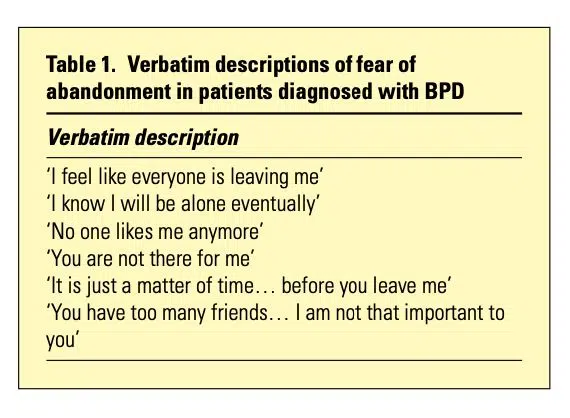 Table 1. Verbatim descriptions of fear of
abandonment in patients diagnosed with BPD
Verbatim description
‘I feel like everyone is leaving me’
‘I know I will be alone eventually’
‘No one likes me anymore’
‘You are not there for me’
‘It is just a matter of time… before you leave me’
‘You have too many friends… I am not that important to
you’